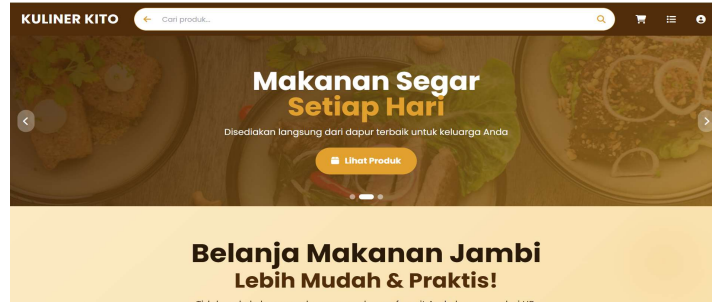 KULINER KITO
Cari produk...
Makanan Segar
Setiap Hari
Disediakan langsung dari dapur terbaik untuk keluarga Anda
Lihat Produk
Belanja Makanan Jambi
Lebih Mudah & Praktis!